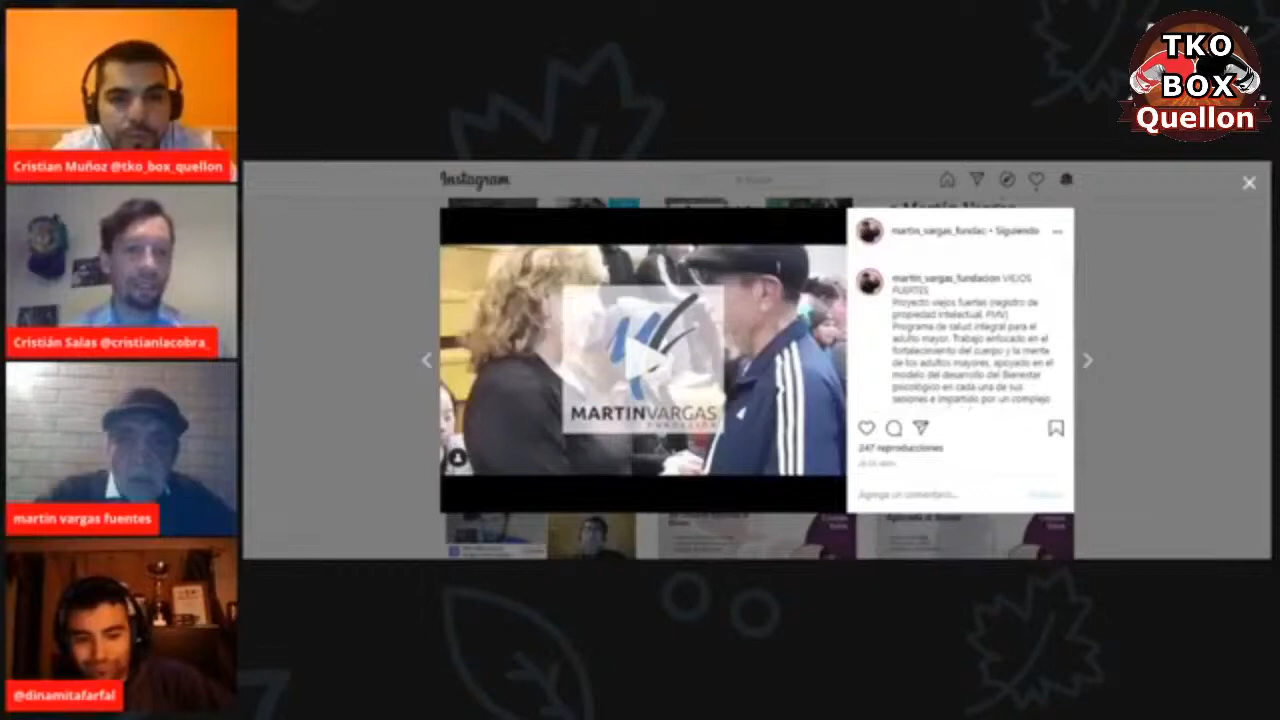 TKO
BOX
Quellon
Cristian Muñoz @tko_box_quellon
Cristián Salas @cristianlacobra_
martin vargas fuentes
@dinamitafarfal
Instagram
martin_vargas_fundac • Siguiendo
martin_vargas_fundacion VIEJOS
FUERTES
Proyecto viejos fuertes (registro de
propiedad intelectual. FMV)
Programa de salud integral para el
adulto mayor. Trabajo enfocado en el
fortalecimiento del cuerpo y la mente
de los adultos mayores, apoyado en el
modelo del desarrollo del Bienestar
psicológico en cada una de sus
sesiones e impartido por un complejo
247 reproducciones
Agrega un comentario...
MARTINVARGAS
FUNDACIÓN